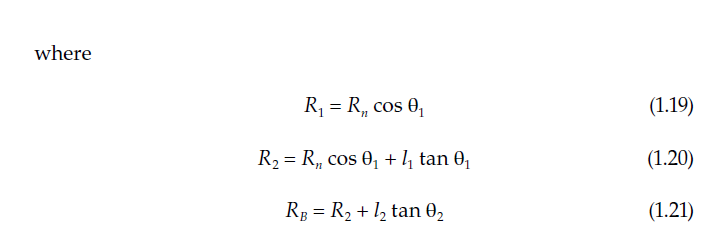 where
R₁ = Rₙ cos θ₁ (1.19)
R₂ = Rₙ cos θ₁ + l₁ tan θ₁ (1.20)
R_B = R₂ + l₂ tan θ₂ (1.21)